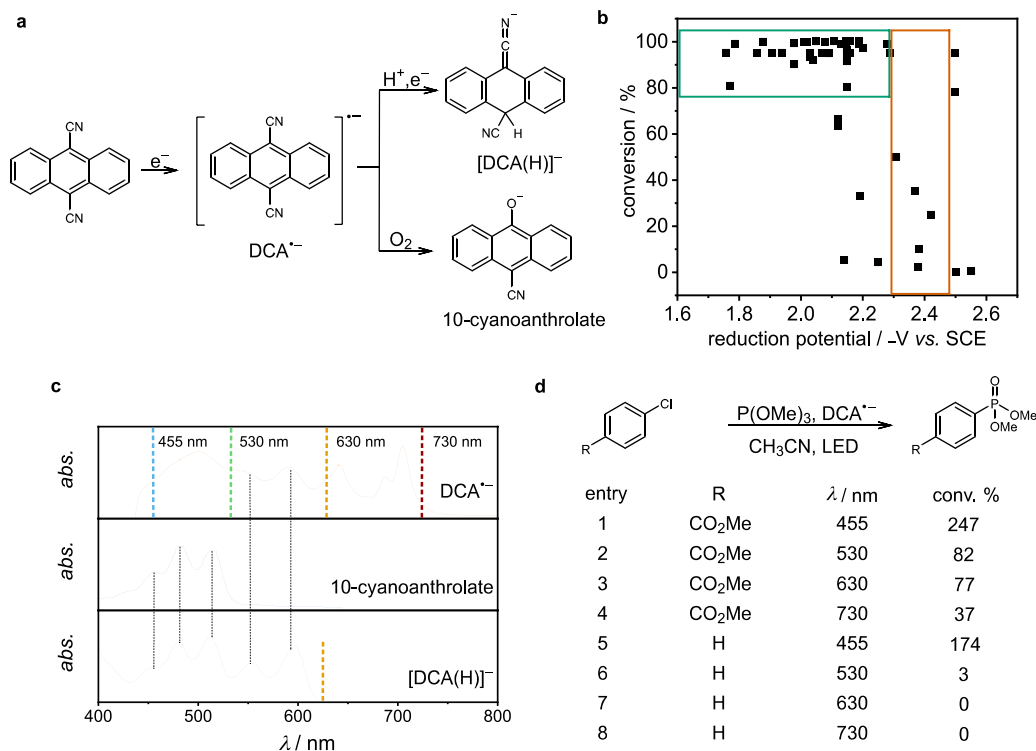 a
CN
CN
e⁻
CN
CN
•–
DCA•–
H⁺,e⁻
N⁻
C
NC
H
[DCA(H)]⁻
O₂
O⁻
CN
10-cyanoanthrolate
b
conversion / %
100
80
60
40
20
0
1.6
1.8
2.0
2.2
2.4
2.6
reduction potential / –V vs. SCE
c
abs.
455 nm
530 nm
630 nm
730 nm
DCA•–
abs.
10-cyanoanthrolate
abs.
[DCA(H)]⁻
400 500 600 700 800
λ / nm
d
R
Cl
P(OMe)₃, DCA•–
CH₃CN, LED
O
P
OMe
OMe
R
entry R λ / nm conv. %
1 CO₂Me 455 247
2 CO₂Me 530 82
3 CO₂Me 630 77
4 CO₂Me 730 37
5 H 455 174
6 H 530 3
7 H 630 0
8 H 730 0